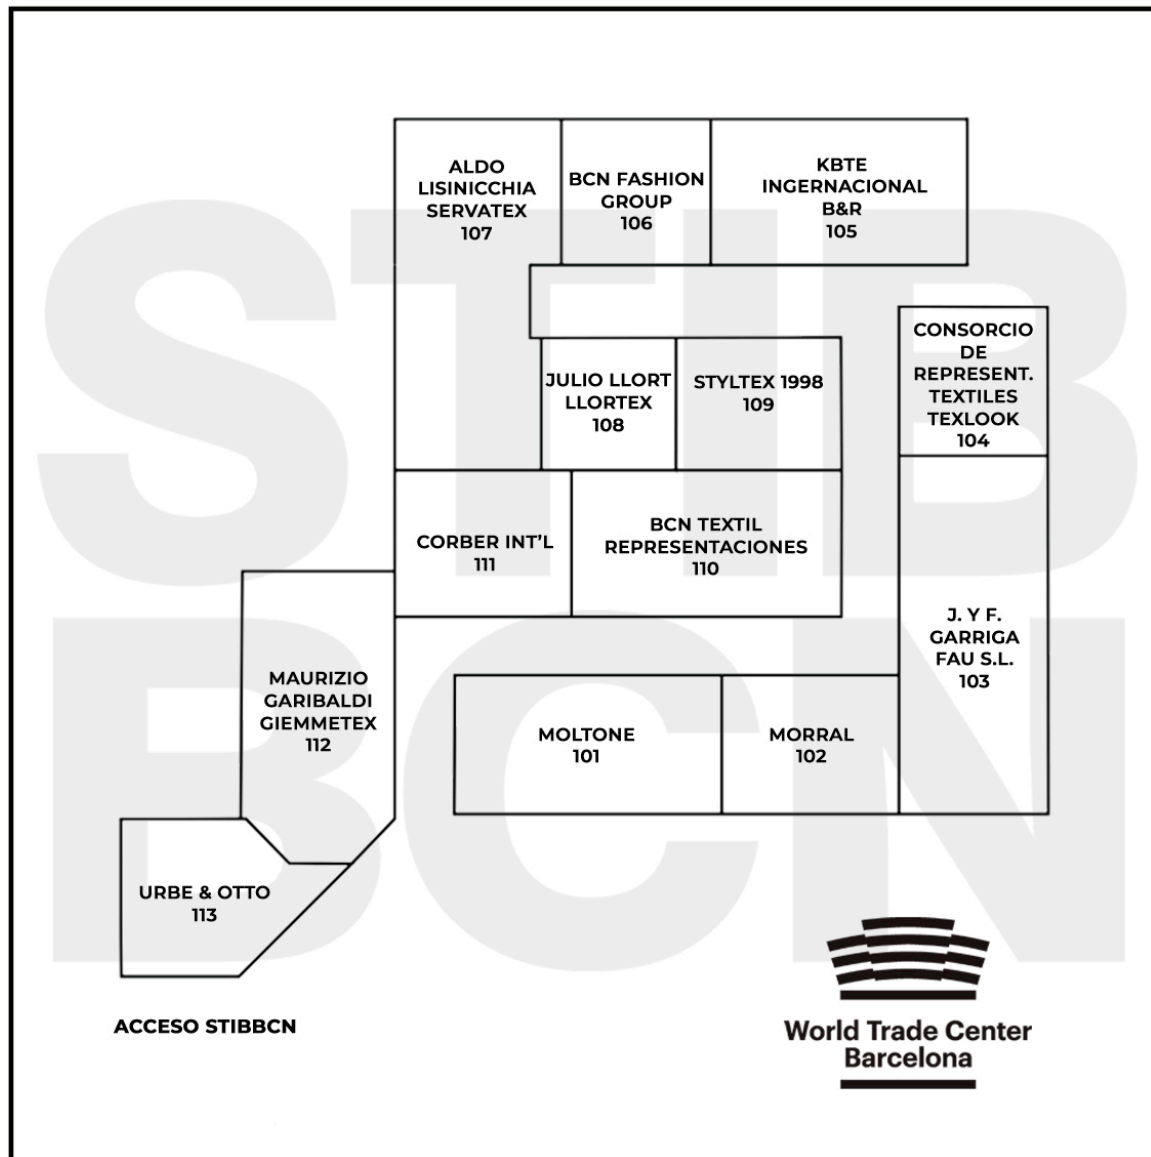 STIB
BCN
ALDO
LISINICCHIA
SERVATEX
107
BCN FASHION
GROUP
106
KBTE
INGERNACIONAL
B&R
105
CONSORCIO
DE
REPRESENT.
TEXTILES
TEXLOOK
104
JULIO LLORT
LLORTEX
108
STYLTEX 1998
109
CORBER INT'L
111
BCN TEXTIL
REPRESENTACIONES
110
J. Y F.
GARRIGA
FAU S.L.
103
MAURIZIO
GARIBALDI
GIEMMETEX
112
MOLTONE
101
MORRAL
102
URBE & OTTO
113
ACCESO STIBBCN
World Trade Center
Barcelona